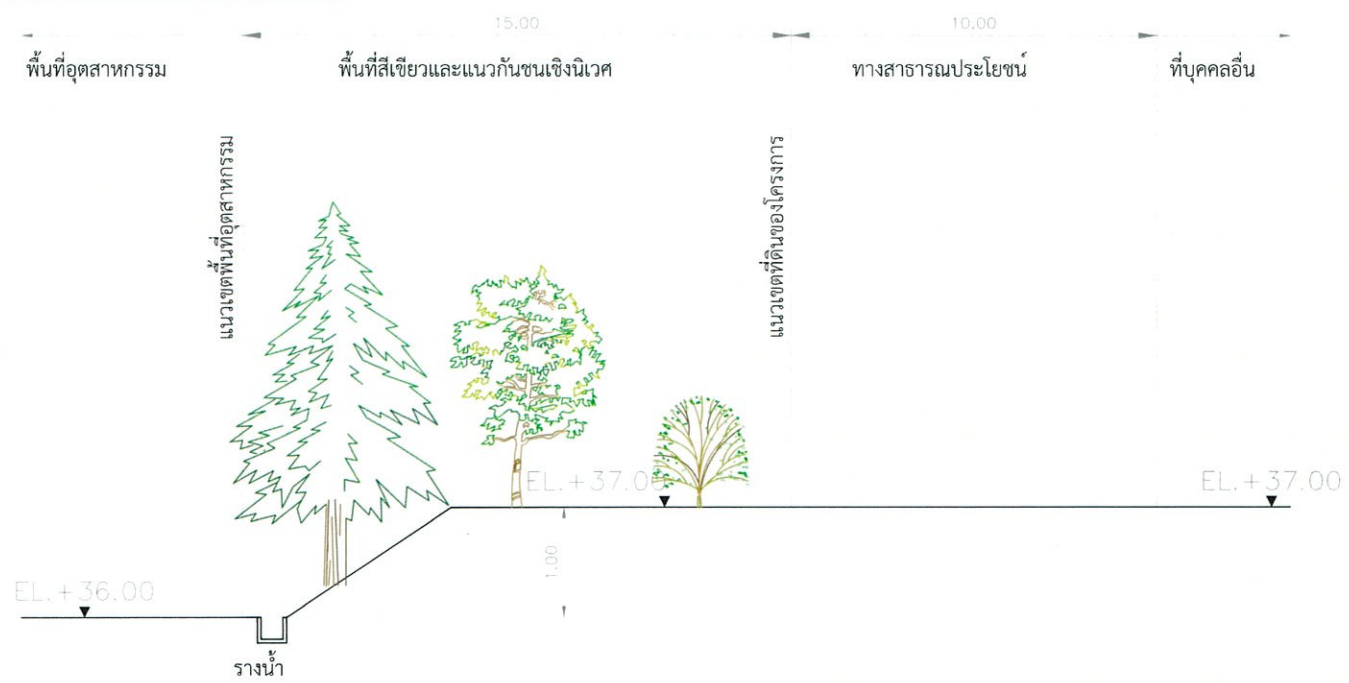 15.00
10.00
พื้นที่อุตสาหกรรม
พื้นที่สีเขียวและแนวกันชนเชิงนิเวศ
ทางสาธารณประโยชน์
ที่บุคคลอื่น
แนวเขตพื้นที่อุตสาหกรรม
แนวเขตที่ดินของโครงการ
EL.+37.00
EL.+37.00
1.00
EL.+36.00
รางน้ำ